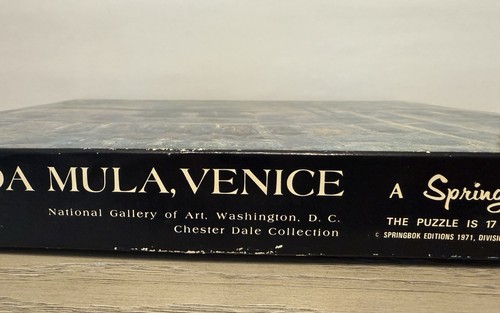 DA MULA, VENICE
National Gallery of Art, Washington, D. C.
Chester Dale Collection
A Spring
THE PUZZLE IS 17
© SPRINGBOK EDITIONS 1971, DIVISI